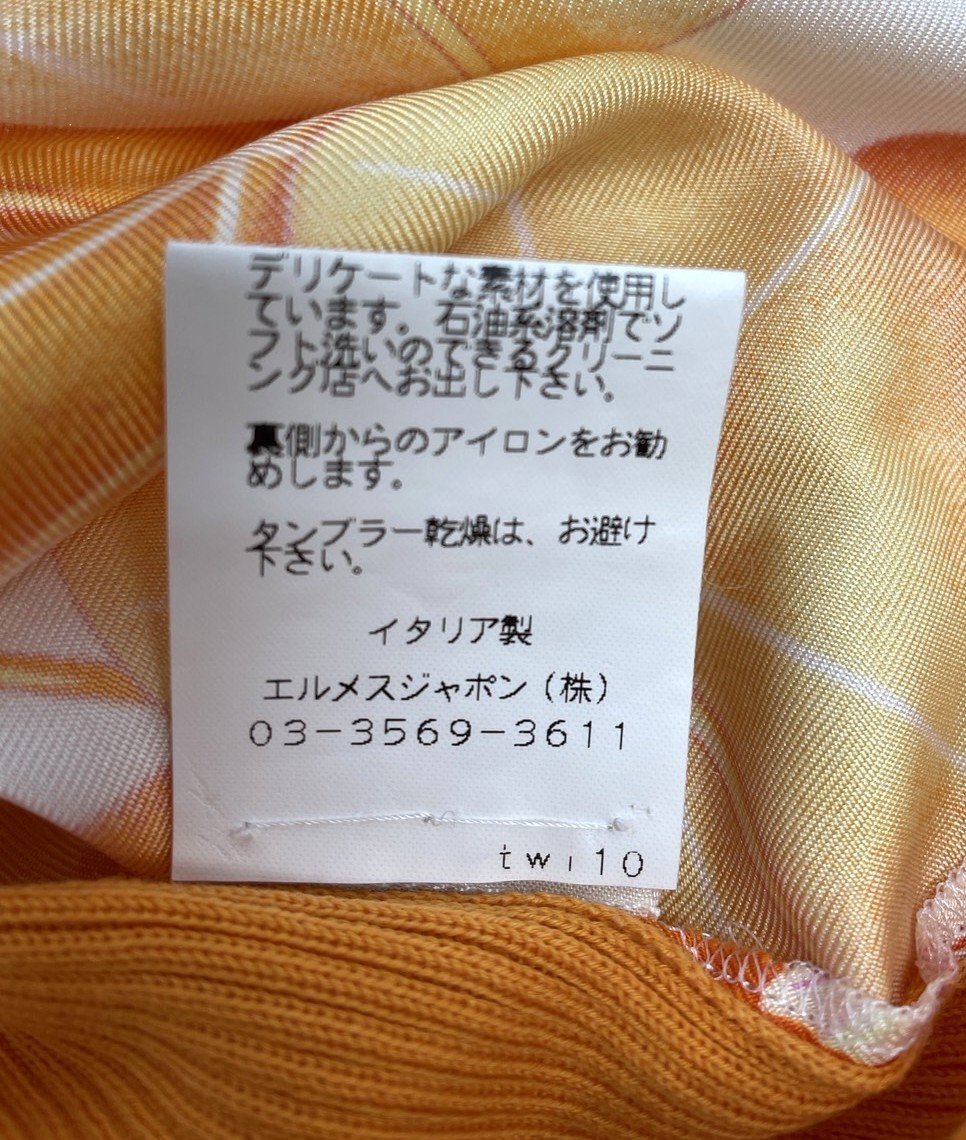 デリケートな素材を使用し
ています。石油系溶剤でソ
フト洗いのできるクリーニ
ング店へお出し下さい。
裏側からのアイロンをお勧
めします。
タンブラー乾燥は、お避け
下さい。
イタリア製
エルメスジャポン(株)
03-3569-3611
twi10